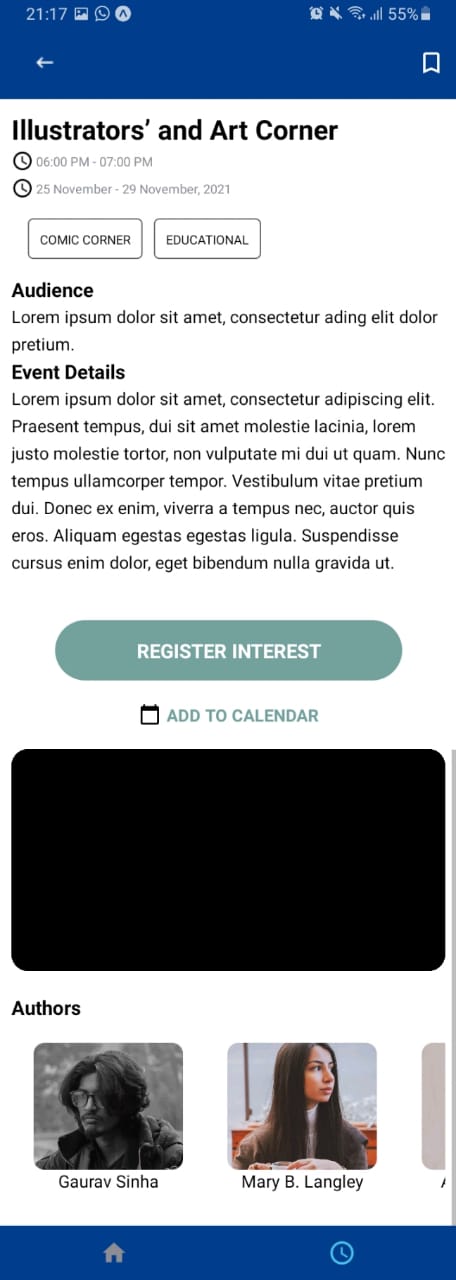 21:17
55%
Illustrators’ and Art Corner
06:00 PM - 07:00 PM
25 November - 29 November, 2021
COMIC CORNER
EDUCATIONAL
Audience
Lorem ipsum dolor sit amet, consectetur ading elit dolor
pretium.
Event Details
Lorem ipsum dolor sit amet, consectetur adipiscing elit.
Praesent tempus, dui sit amet molestie lacinia, lorem
justo molestie tortor, non vulputate mi dui ut quam. Nunc
tempus ullamcorper tempor. Vestibulum vitae pretium
dui. Donec ex enim, viverra a tempus nec, auctor quis
eros. Aliquam egestas egestas ligula. Suspendisse
cursus enim dolor, eget bibendum nulla gravida ut.
REGISTER INTEREST
ADD TO CALENDAR
Authors
Gaurav Sinha
Mary B. Langley